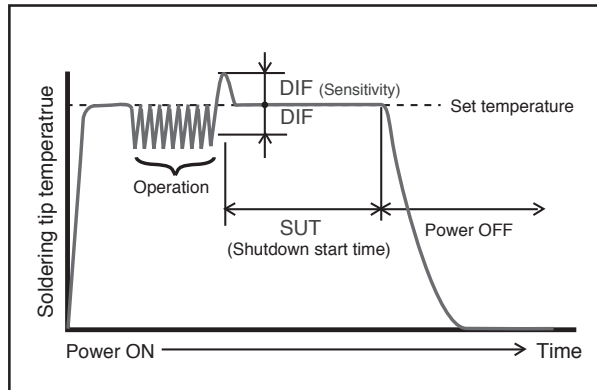 Soldering tip temperatrue
DIF (Sensitivity)
DIF
Set temperature
Operation
SUT
(Shutdown start time)
Power OFF
Power ON
Time